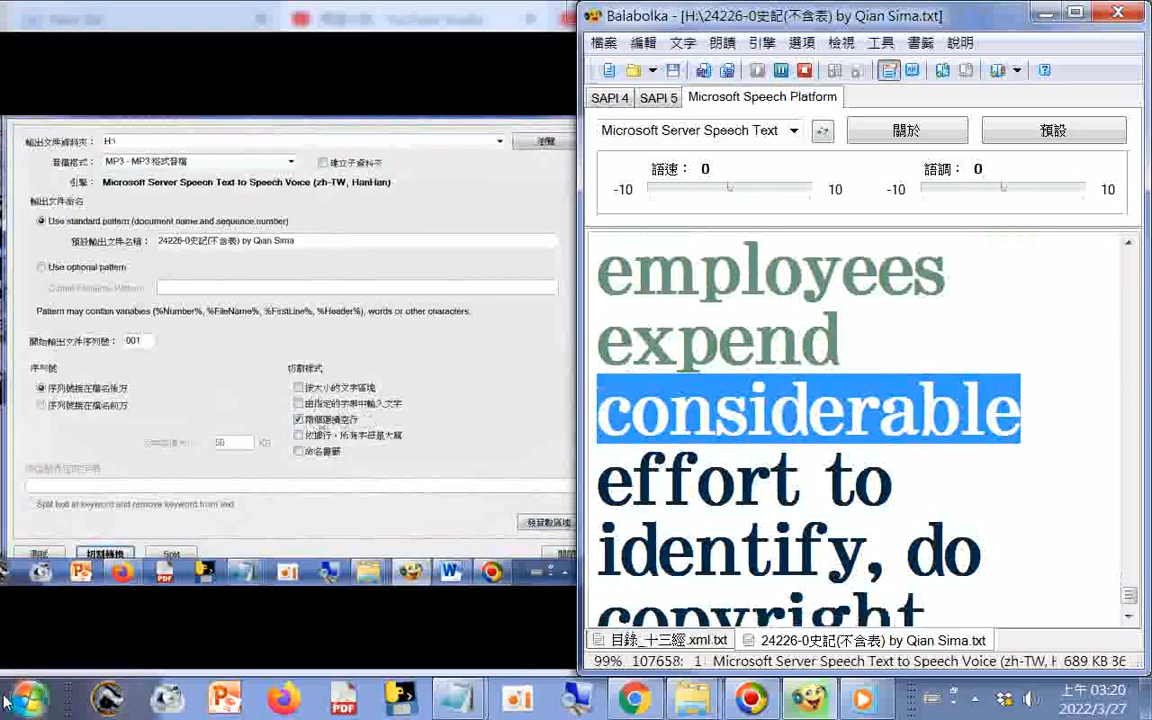 Balabolka - [H:\24226-0史記(不含表) by Qian Sima.txt]
檔案 編輯 文字 朗讀 引擎 選項 檢視 工具 書籤 說明
SAPI 4 SAPI 5 Microsoft Speech Platform
Microsoft Server Speech Text 關於 預設
語速： 0 語調： 0
-10 10 -10 10
employees
expend
considerable
effort to
identify, do
copyright
目錄_十三經.xml.txt 24226-0史記(不含表) by Qian Sima.txt
99% 107658: 1 Microsoft Server Speech Text to Speech Voice (zh-TW, H 689 KB 36
輸出文件資料夾： H:\ 瀏覽
音檔格式： MP3 - MP3 格式音檔 建立子資料夾
引擎： Microsoft Server Speech Text to Speech Voice (zh-TW, HanHan)
輸出文件命名
Use standard pattern (document name and sequence number)
預設輸出文件名稱： 24226-0史記(不含表) by Qian Sima
Use optional pattern
Output Filename Pattern:
Pattern may contain variables (%Number%, %FileName%, %FirstLine%, %Header%), words or other characters.
開始輸出文件序列號： 001
序列號 切割樣式
序列號接在檔名後方 按大小的文字區塊
序列號接在檔名前方 由指定的字串中輸入文字
兩個連續空行
依據行，所有字母是大寫
命名書籤
50 KB
Split text at keyword and remove keyword from text
測試 切割轉換 Split
上午 03:20
2022/3/27